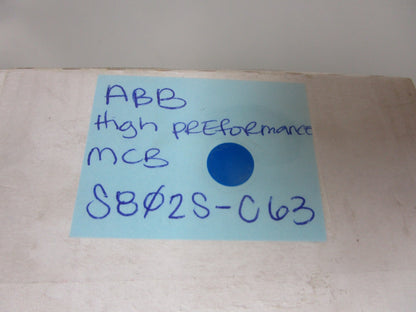 ABB
High PREformance
MCB
S8Ø2S-C63